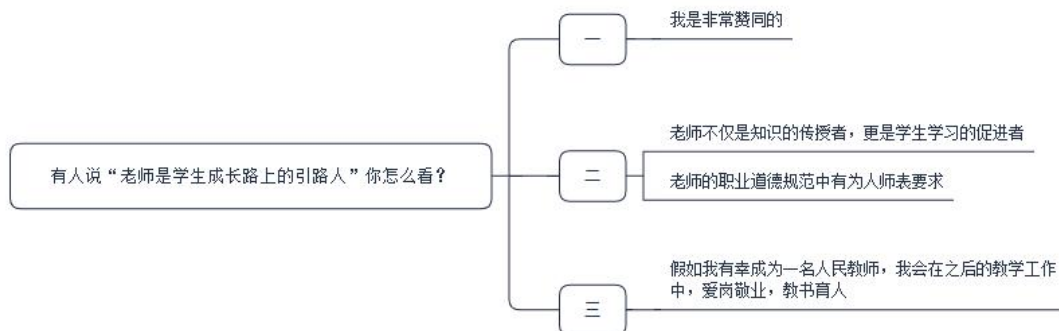 有人说“老师是学生成长路上的引路人”你怎么看？
一
我是非常赞同的
二
老师不仅是知识的传授者，更是学生学习的促进者
老师的职业道德规范中有为人师表要求
三
假如我有幸成为一名人民教师，我会在之后的教学工作
中，爱岗敬业，教书育人